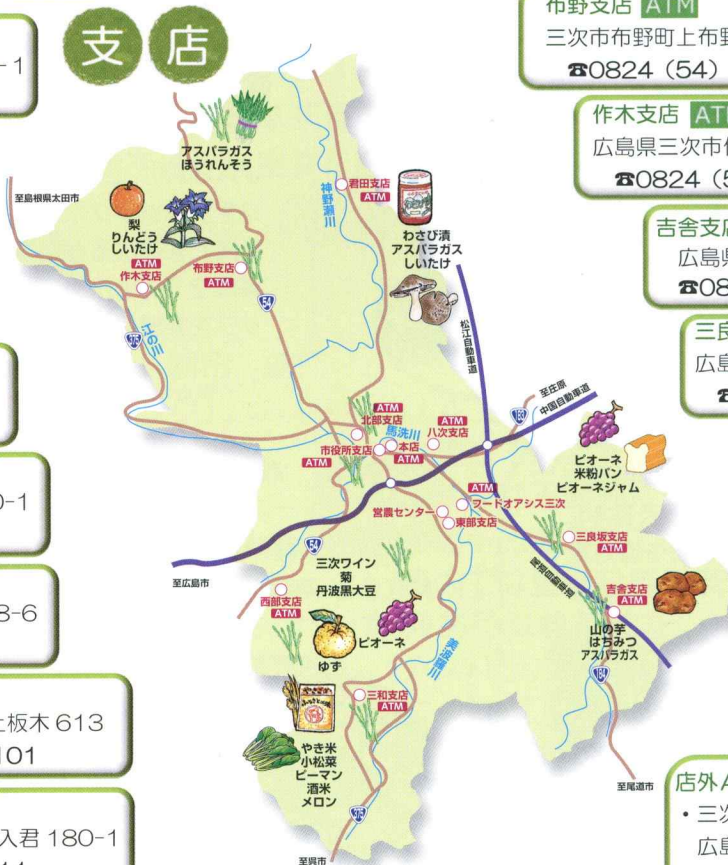 支店
-1
布野支店 ATM
三次市布野町上布野
☎0824(54)
作木支店
広島県三次市作
☎0824(5
吉舎支店
広島県
☎08
三良
広島
アスパラガス
ほうれんそう
至島根県太田市
梨
りんどう
しいたけ
ATM
作木支店
布野支店
ATM
54
375
江の川
神野瀬川
君田支店
ATM
わさび漬
アスパラガス
しいたけ
松江自動車道
至庄原
中国自動車道
183
ATM
北部支店
馬洗川
ATM
八次支店
市役所支店
本店
ATM
ATM
ピオーネ
米粉パン
ピオーネジャム
ATM
フードオアシス三次
営農センター
東部支店
三良坂支店
ATM
尾道自動車道
吉舎支店
ATM
山の芋
はちみつ
アスパラガス
184
至尾道市
至広島市
54
三次ワイン
菊
丹波黒大豆
西部支店
ATM
ピオーネ
ゆず
美波羅川
三和支店
ATM
やき米
小松菜
ピーマン
酒米
メロン
375
至呉市
0-1
8-6
上板木 613
101
入君 180-1
店外A
・三次
広島